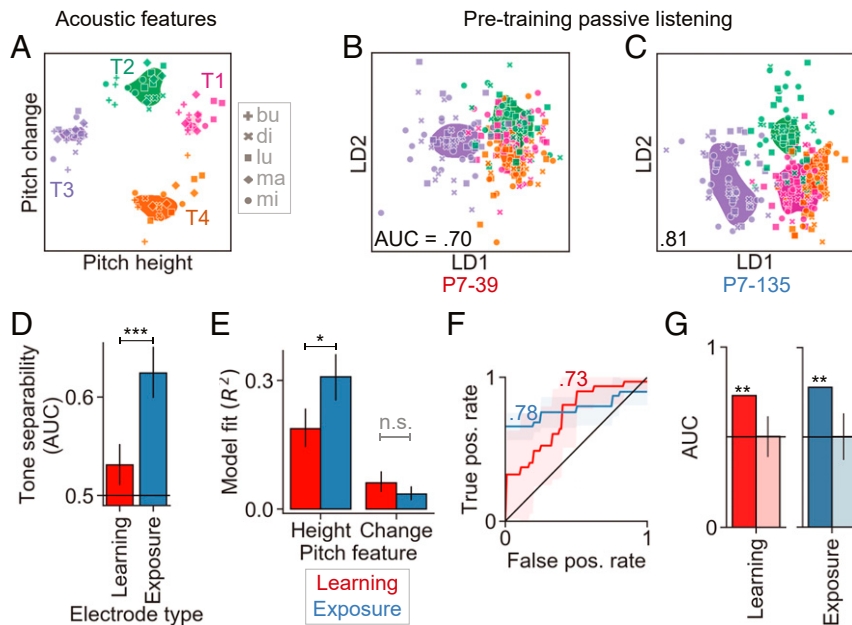 Acoustic features
Pre-training passive listening
A
T2
T1
T3
T4
Pitch change
Pitch height
bu
di
lu
ma
mi
B
LD2
AUC = .70
LD1
P7-39
C
LD2
.81
LD1
P7-135
D
***
Tone separability
(AUC)
0.6
0.5
Learning
Exposure
Electrode type
E
*
n.s.
Model fit (R²)
0.3
0.0
Height Change
Pitch feature
Learning
Exposure
F
.73
.78
True pos. rate
1
0
0
1
False pos. rate
G
1
AUC
0
**
**
Learning
Exposure